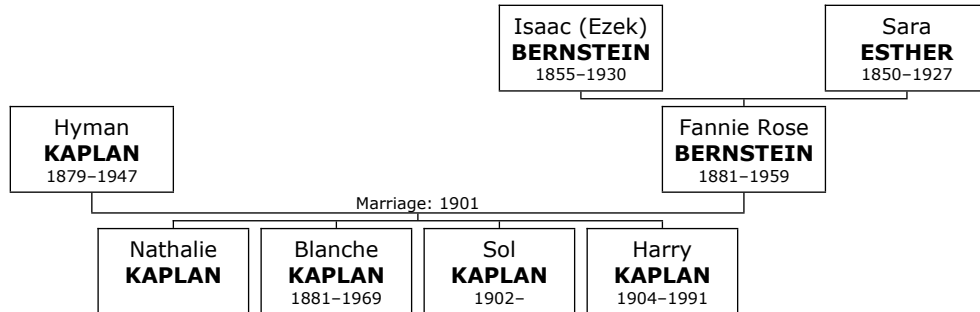 Isaac (Ezek)
BERNSTEIN
1855–1930
Sara
ESTHER
1850–1927
Hyman
KAPLAN
1879–1947
Fannie Rose
BERNSTEIN
1881–1959
Marriage: 1901
Nathalie
KAPLAN
Blanche
KAPLAN
1881–1969
Sol
KAPLAN
1902–
Harry
KAPLAN
1904–1991